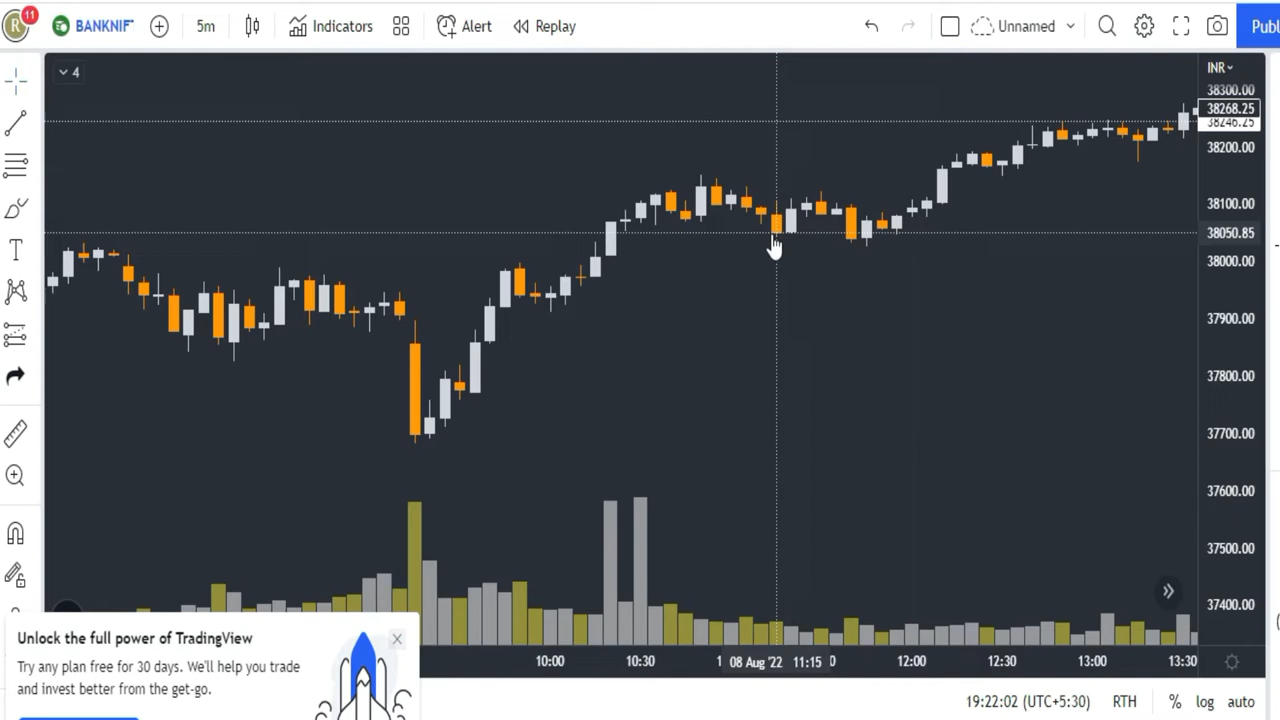 R 11 BANKNIF 5m Indicators Alert Replay Unnamed Publ
4
INR
38300.00
38268.25
38246.25
38200.00
38100.00
38050.85
38000.00
37900.00
37800.00
37700.00
37600.00
37500.00
37400.00
10:00 10:30 1 08 Aug '22 11:15 0 12:00 12:30 13:00 13:30
Unlock the full power of TradingView
Try any plan free for 30 days. We'll help you trade
and invest better from the get-go.
19:22:02 (UTC+5:30) RTH % log auto